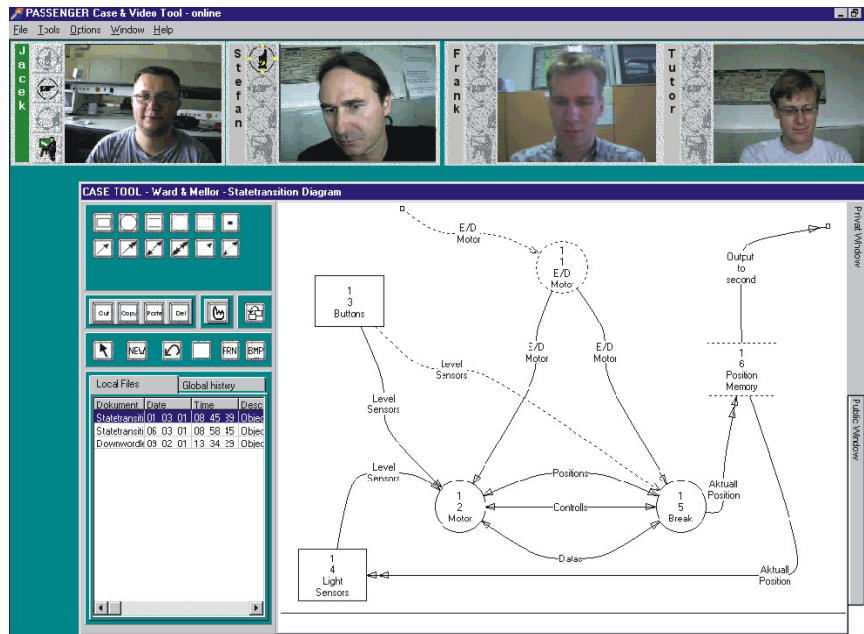 PASSENGER Case & Video Tool - online
File Tools Options Window Help
Jacek
Stefan
Frank
Tutor
CASE TOOL - Ward & Mellor - Statetransition Diagram
Cut Copy Paste Del
NEW FRN BMP
Local Files Global history
Dokument Date Time Desc
Statetransiti 01 03 01 08 45 39 Objec
Statetransiti 06 03 01 08 58 45 Objec
Downwordle 09 02 01 13 34 29 Objec
E/D
Motor
1
1
E/D
Motor
Output
to
second
1
3
Buttons
E/D
Motor
E/D
Motor
Level
Sensors
1
6
Position
Memory
Level
Sensors
Level
Sensors
Positions
1
2
Motor
Controlls
1
5
Break.
Aktuall
Position
Datas
1
4
Light
Sensors
Aktuall
Position
Privat Window
Public Window